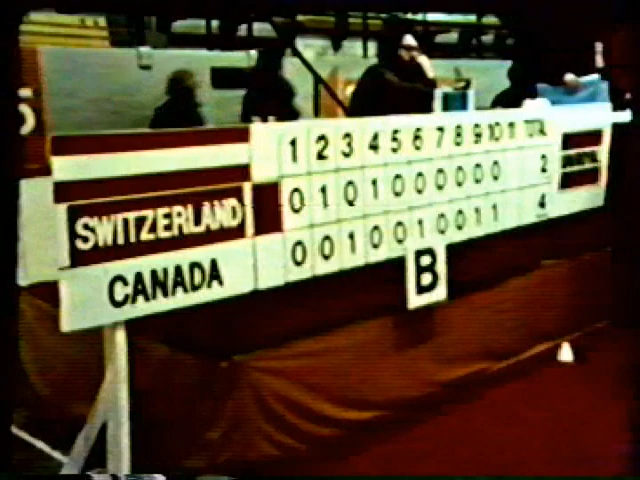 1 2 3 4 5 6 7 8 9 10 11 TOTAL
SWITZERLAND 0 1 0 1 0 0 0 0 0 0 2
CANADA 0 0 1 0 0 1 0 0 1 1 4
B